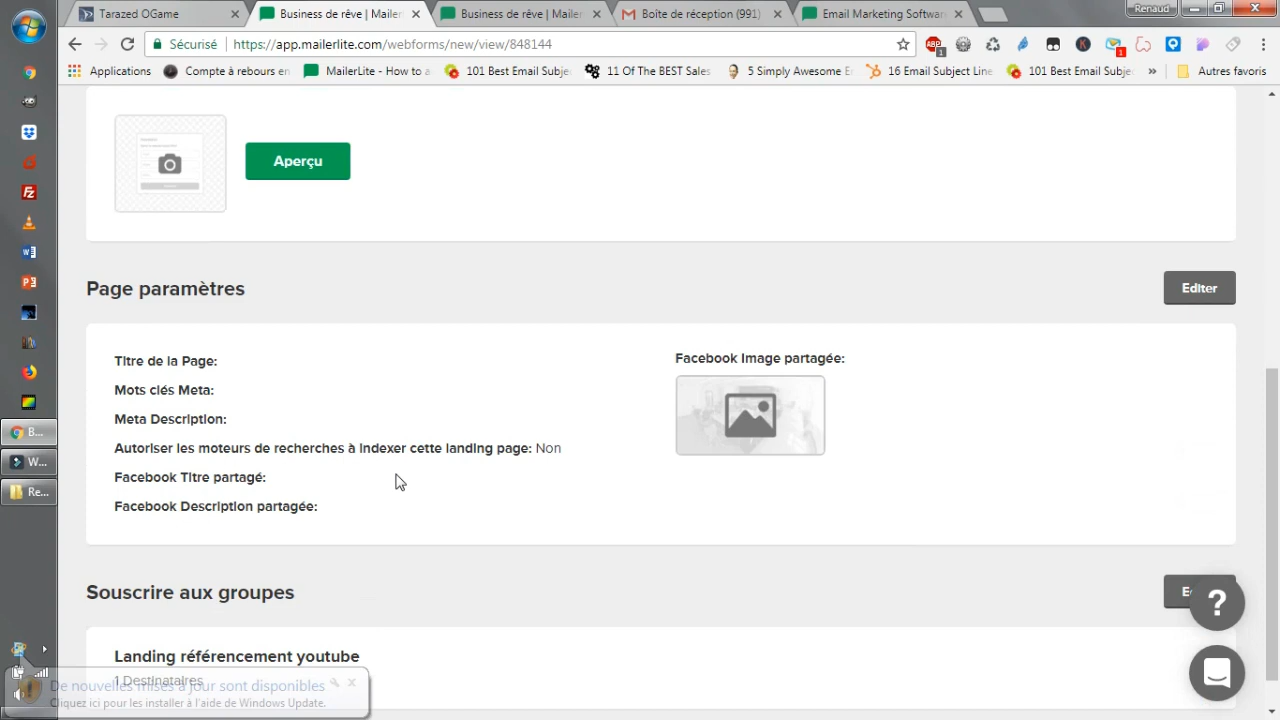 Tarazed OGame
Business de rêve | Mailer
Business de rêve | Mailer
Boîte de réception (991)
Email Marketing Software
Renaud
Sécurisé
https://app.mailerlite.com/webforms/new/view/848144
Applications
Compte à rebours en
MailerLite - How to a
101 Best Email Subje
11 Of THE BEST Sales
5 Simply Awesome E
16 Email Subject Line
101 Best Email Subje
»
Autres favoris
Aperçu
Page paramètres
Editer
Titre de la Page:
Facebook Image partagée:
Mots clés Meta:
Meta Description:
Autoriser les moteurs de recherches à indexer cette landing page: Non
Facebook Titre partagé:
Facebook Description partagée:
Souscrire aux groupes
?
Landing référencement youtube
1 Destinataires
De nouvelles mises à jour sont disponibles
Cliquez ici pour les installer à l'aide de Windows Update.
B...
W...
Re...